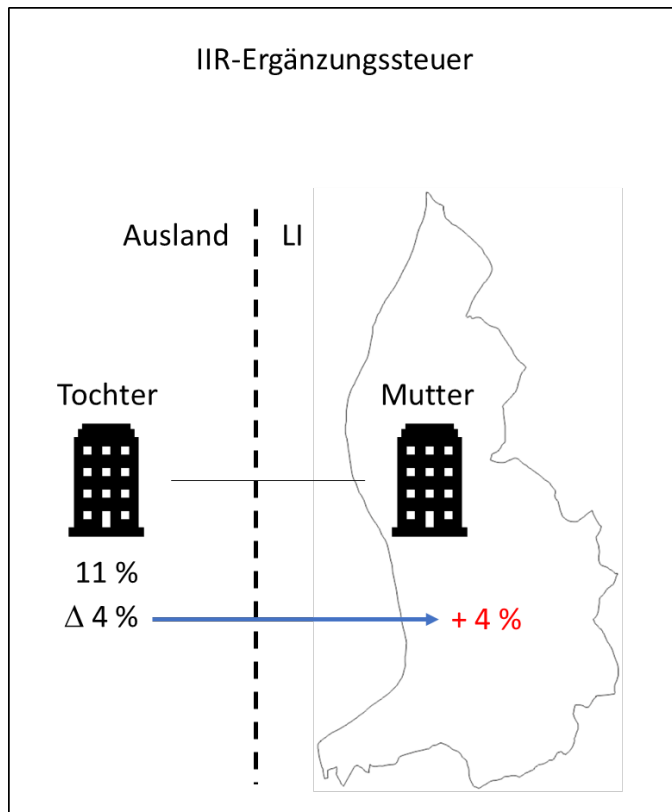 IIR-Ergänzungssteuer
Ausland LI
Tochter Mutter
11 %
Δ 4 % + 4 %